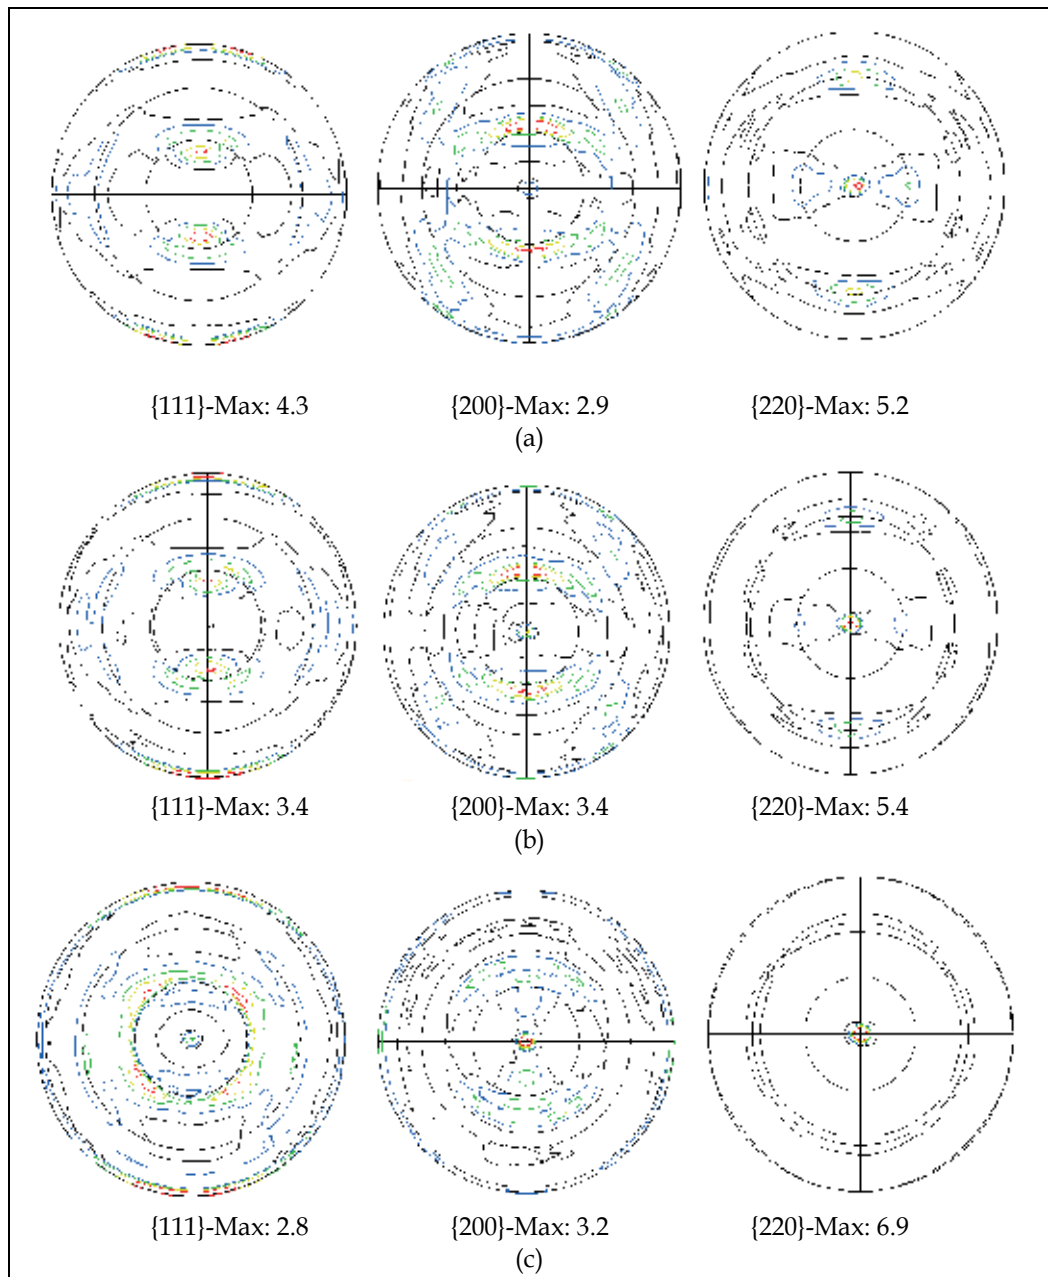 {111}-Max: 4.3 {200}-Max: 2.9 {220}-Max: 5.2
(a)
{111}-Max: 3.4 {200}-Max: 3.4 {220}-Max: 5.4
(b)
{111}-Max: 2.8 {200}-Max: 3.2 {220}-Max: 6.9
(c)